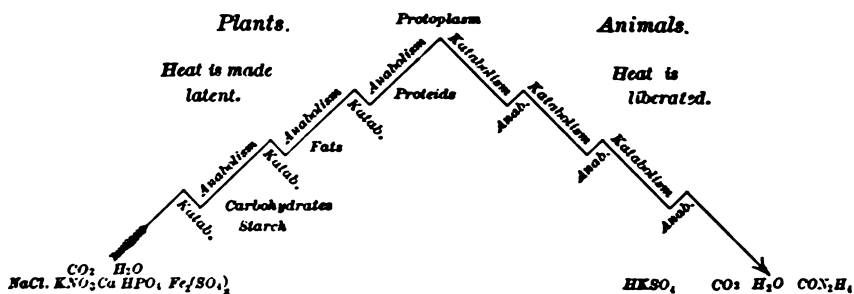 Plants.
Protoplasm
Animals.
Heat is made
latent.
Heat is
liberated.
Anabolism
Katabolism
Katab.
Proteids
Anab.
Anabolism
Katabolism
Katab.
Fats
Anab.
Anabolism
Katabolism
Katab.
Carbohydrates
Starch
Anab.
CO₂ H₂O
NaCl. KNO₃ Ca HPO₄ Fe₂(SO₄)₃
HKSO₄ CO₂ H₂O CON₂H₄